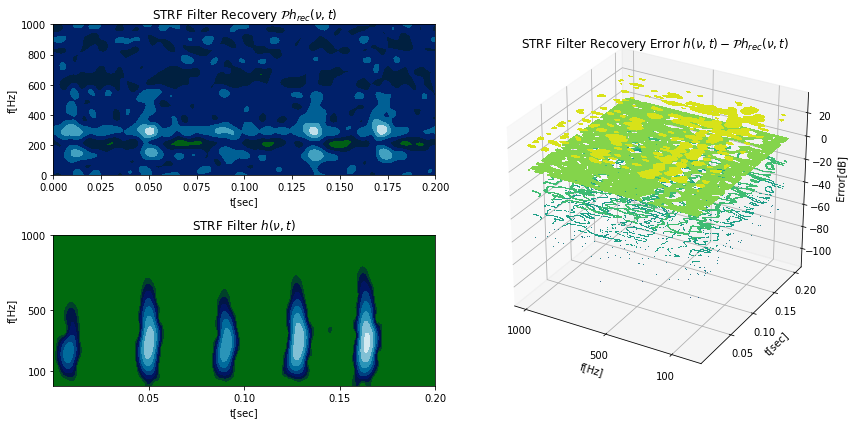 STRF Filter Recovery 𝒫h_rec(ν, t)
1000
800
600
400
200
0
f[Hz]
0.000 0.025 0.050 0.075 0.100 0.125 0.150 0.175 0.200
t[sec]
STRF Filter h(ν, t)
1000
500
100
f[Hz]
0.05 0.10 0.15 0.20
t[sec]
STRF Filter Recovery Error h(ν, t) − 𝒫h_rec(ν, t)
20
0
−20
−40
−60
−80
−100
Error[dB]
0.20
0.15
0.10
0.05
t[sec]
1000
500
100
f[Hz]